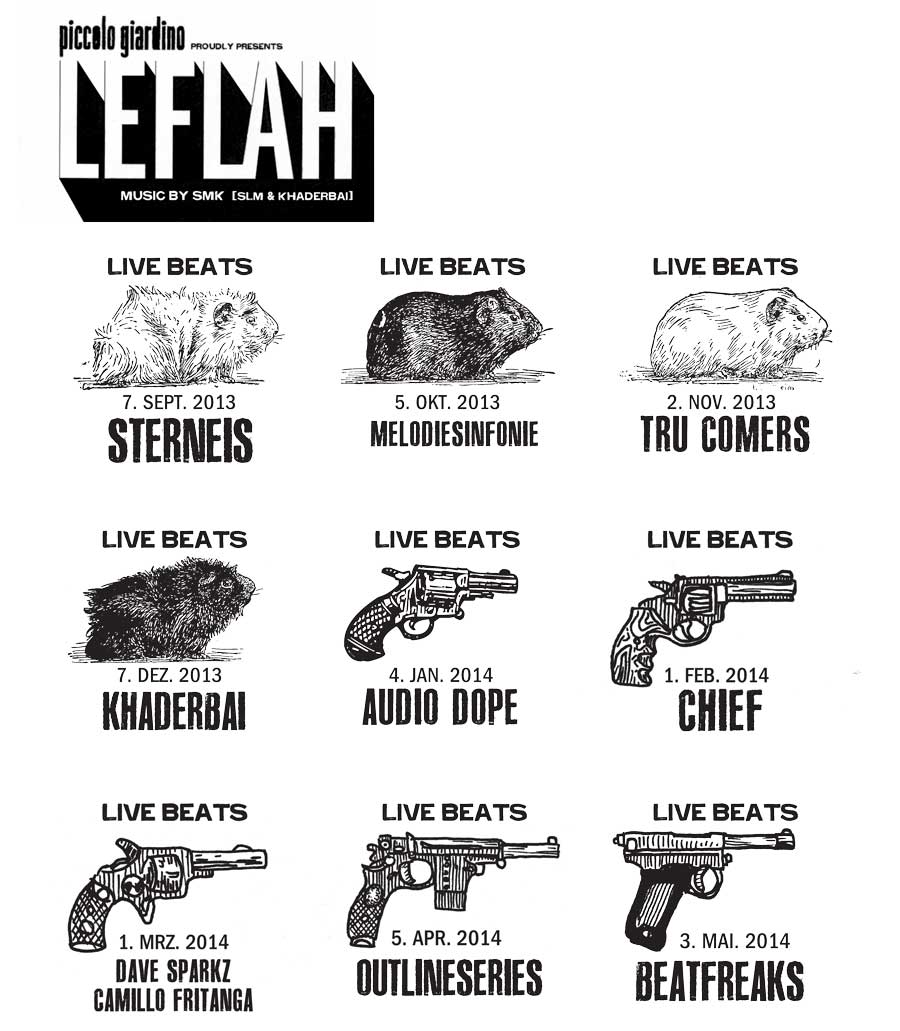 piccolo giardino PROUDLY PRESENTS
LEFLAH
MUSIC BY SMK [SLM & KHADERBAI]
LIVE BEATS
7. SEPT. 2013
STERNEIS
LIVE BEATS
5. OKT. 2013
MELODIESINFONIE
LIVE BEATS
2. NOV. 2013
TRU COMERS
LIVE BEATS
7. DEZ. 2013
KHADERBAI
LIVE BEATS
4. JAN. 2014
AUDIO DOPE
LIVE BEATS
1. FEB. 2014
CHIEF
LIVE BEATS
1. MRZ. 2014
DAVE SPARKZ
CAMILLO FRITANGA
LIVE BEATS
5. APR. 2014
OUTLINESERIES
LIVE BEATS
3. MAI. 2014
BEATFREAKS